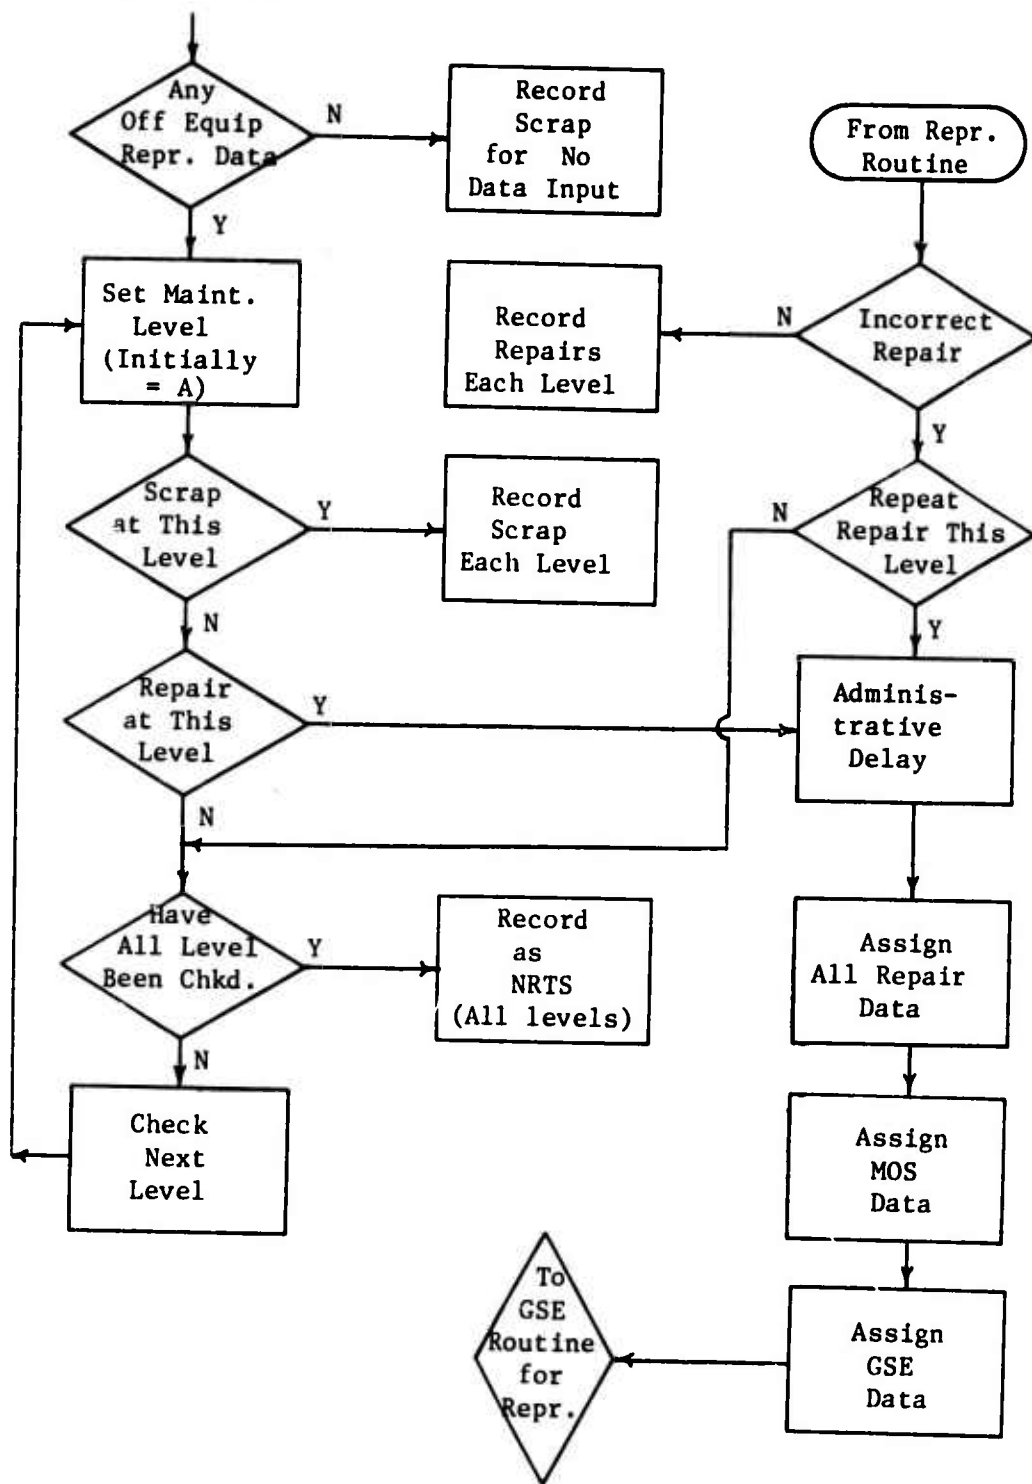 Any
Off Equip
Repr. Data
N
Y
Record
Scrap
for No
Data Input
From Repr.
Routine
Set Maint.
Level
(Initially
= A)
Record
Repairs
Each Level
N
Incorrect
Repair
Y
Scrap
at This
Level
Y
N
Record
Scrap
Each Level
N
Repeat
Repair This
Level
Y
Repair
at This
Level
Y
N
Adminis-
trative
Delay
Have
All Level
Been Chkd.
Y
N
Record
as
NRTS
(All levels)
Assign
All Repair
Data
Check
Next
Level
Assign
MOS
Data
To
GSE
Routine
for
Repr.
Assign
GSE
Data